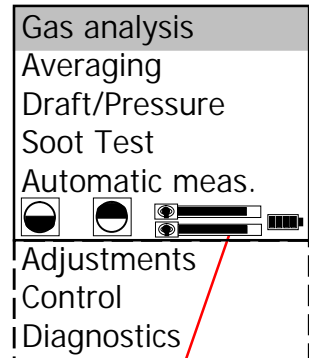 Gas analysis
Averaging
Draft/Pressure
Soot Test
Automatic meas.
Adjustments
Control
Diagnostics